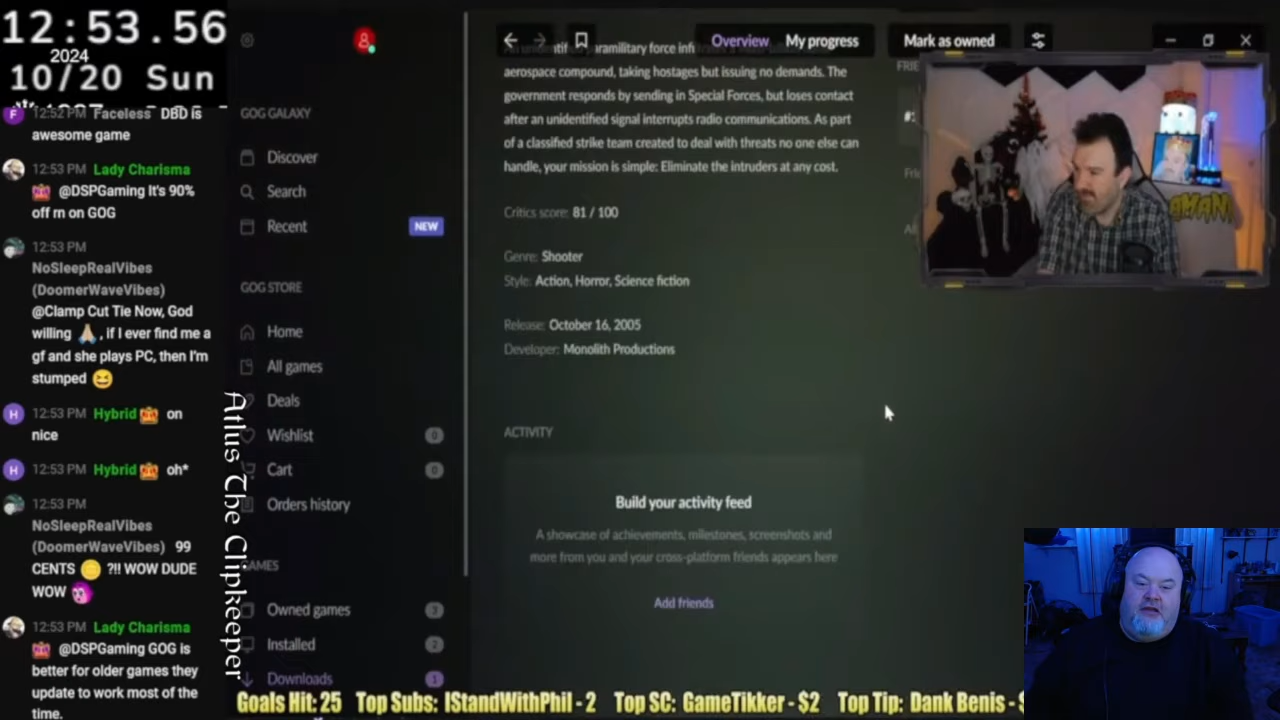 12:53.56
2024
10/20 Sun
12:52 PM Faceless DBD is
awesome game
12:53 PM Lady Charisma
@DSPGaming It's 90%
off rn on GOG
12:53 PM
NoSleepRealVibes
(DoomerWaveVibes)
@Clamp Cut Tie Now, God
willing 🙏🏻, if I ever find me a
gf and she plays PC, then I'm
stumped 😆
12:53 PM Hybrid on
nice
12:53 PM Hybrid oh*
12:53 PM
NoSleepRealVibes
(DoomerWaveVibes) 99
CENTS 🪙 ?!! WOW DUDE
WOW
12:53 PM Lady Charisma
@DSPGaming GOG is
better for older games they
update to work most of the
time.
Atlus The Clipkeeper
GOG GALAXY
Discover
Search
Recent NEW
GOG STORE
Home
All games
Deals
Wishlist 0
Cart 0
Orders history
GAMES
Owned games 3
Installed 2
Downloads 1
Overview My progress Mark as owned
aerospace compound, taking hostages but issuing no demands. The
government responds by sending in Special Forces, but loses contact
after an unidentified signal interrupts radio communications. As part
of a classified strike team created to deal with threats no one else can
handle, your mission is simple: Eliminate the intruders at any cost.
Critics score: 81 / 100
Genre: Shooter
Style: Action, Horror, Science fiction
Release: October 16, 2005
Developer: Monolith Productions
ACTIVITY
Build your activity feed
A showcase of achievements, milestones, screenshots and
more from you and your cross-platform friends appears here
Add friends
Goals Hit: 25 Top Subs: IStandWithPhil - 2 Top SC: GameTikker - $2 Top Tip: Dank Benis -